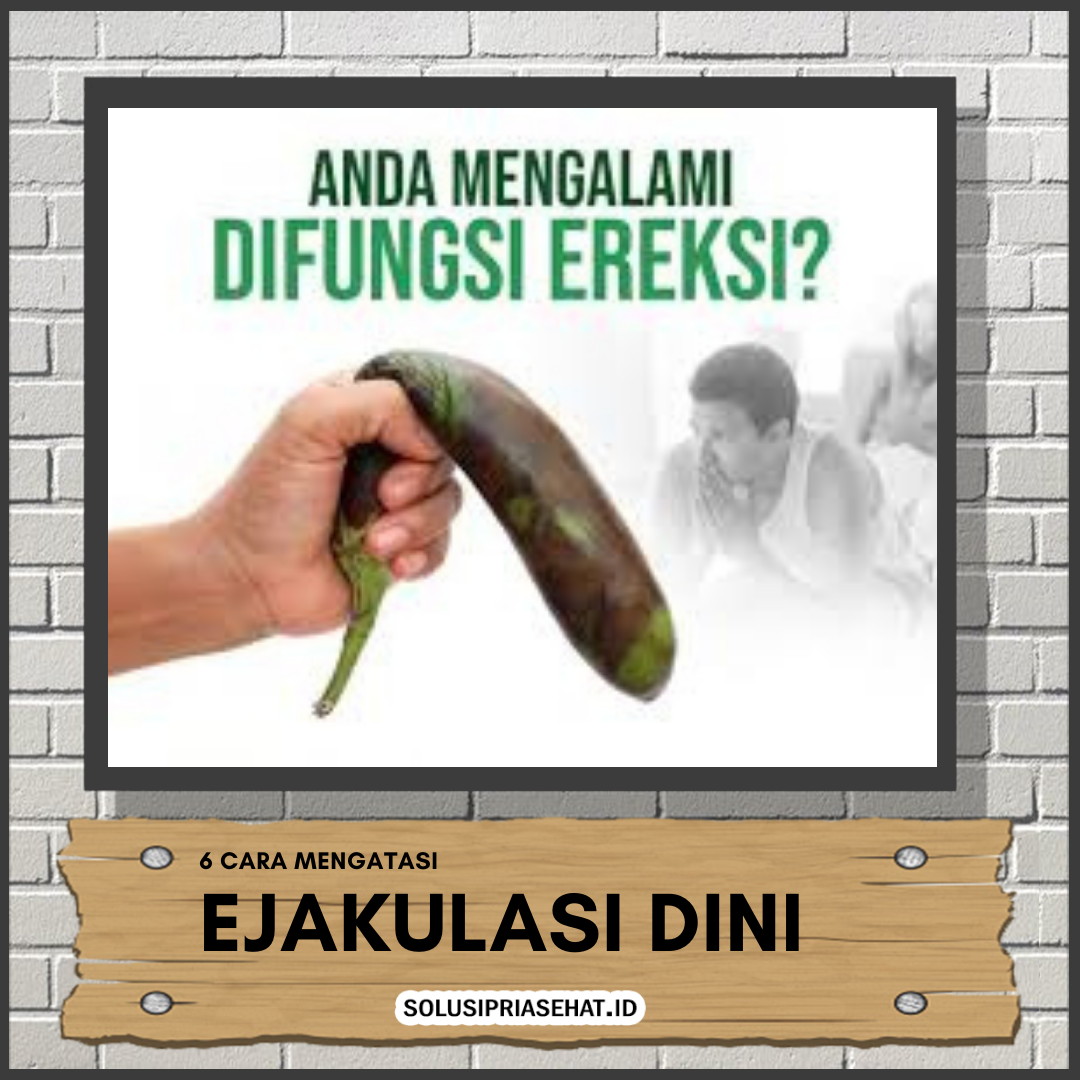 ANDA MENGALAMI
DIFUNGSI EREKSI?
6 CARA MENGATASI
EJAKULASI DINI
SOLUSIPRIASEHAT.ID